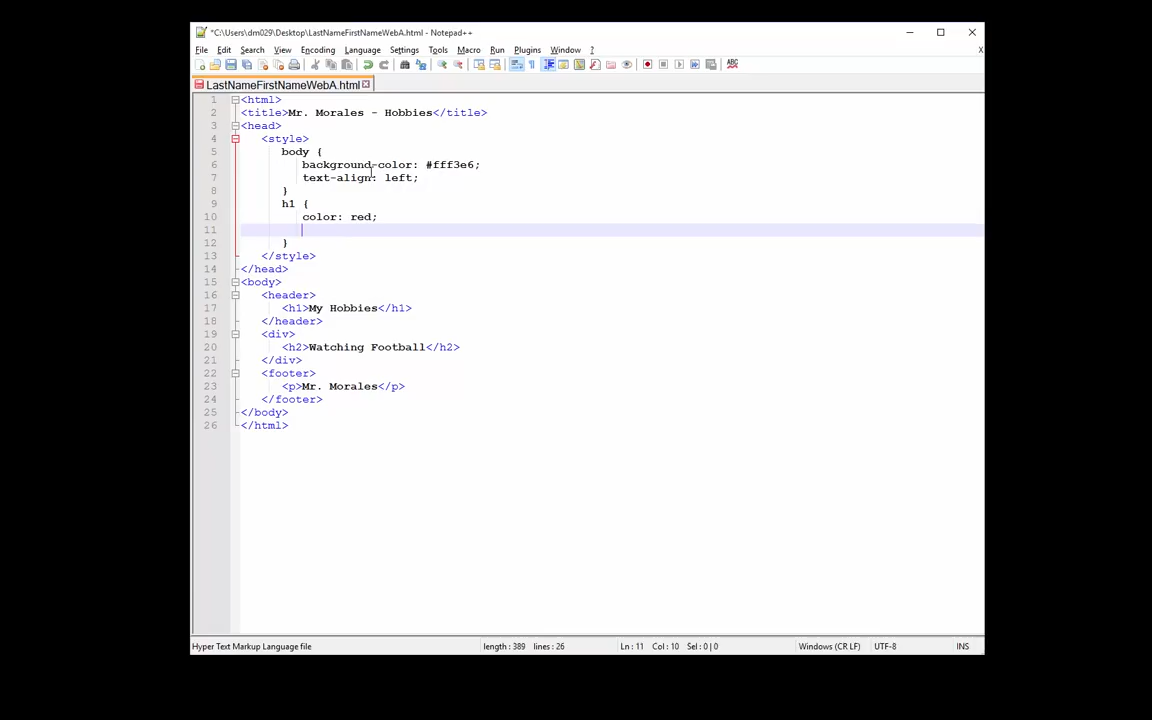 *C:\Users\dm029\Desktop\LastNameFirstNameWebA.html - Notepad++
File Edit Search View Encoding Language Settings Tools Macro Run Plugins Window ? X
ABC
LastNameFirstNameWebA.html
1 <html>
2 <title>Mr. Morales - Hobbies</title>
3 <head>
4 <style>
5 body {
6 background-color: #fff3e6;
7 text-align: left;
8 }
9 h1 {
10 color: red;
11
12 }
13 </style>
14 </head>
15 <body>
16 <header>
17 <h1>My Hobbies</h1>
18 </header>
19 <div>
20 <h2>Watching Football</h2>
21 </div>
22 <footer>
23 <p>Mr. Morales</p>
24 </footer>
25 </body>
26 </html>
Hyper Text Markup Language file length : 389 lines : 26 Ln : 11 Col : 10 Sel : 0 | 0 Windows (CR LF) UTF-8 INS